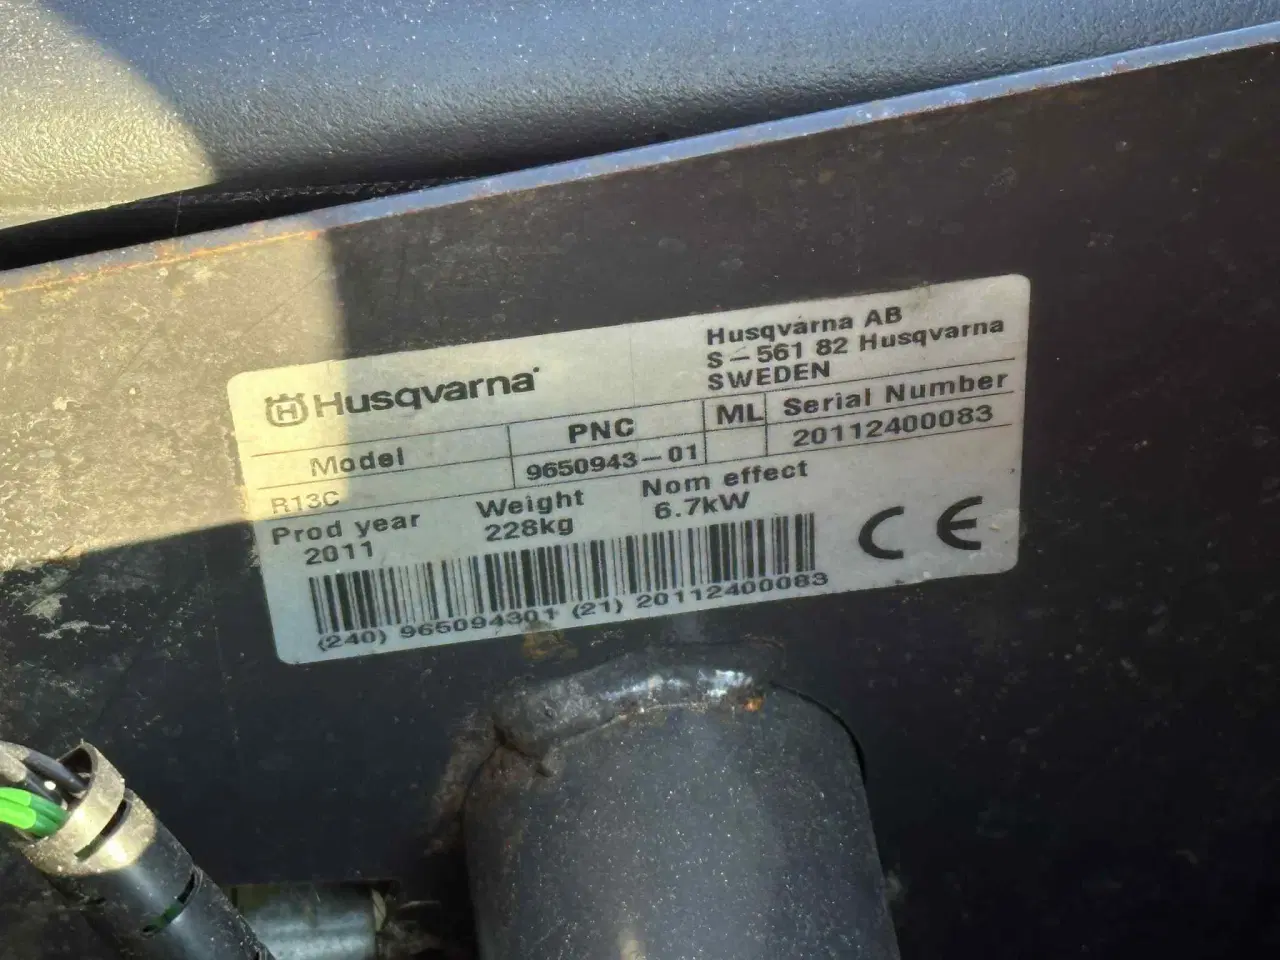 Husqvarna
Husqvarna AB
S-561 82 Husqvarna
SWEDEN
Model PNC ML Serial Number
R13C 9650943-01 20112400083
Prod year Weight Nom effect
2011 228kg 6.7kW
CE
(240) 965094301 (21) 20112400083